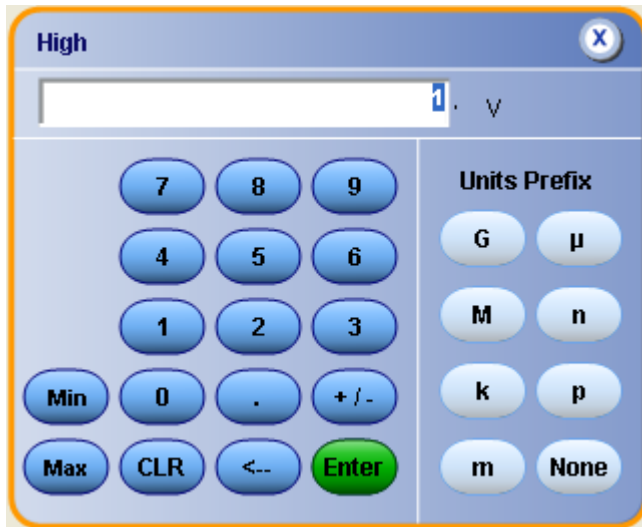 High X
1. V
7 8 9 Units Prefix
4 5 6 G µ
1 2 3 M n
Min 0 . + / - k p
Max CLR <-- Enter m None